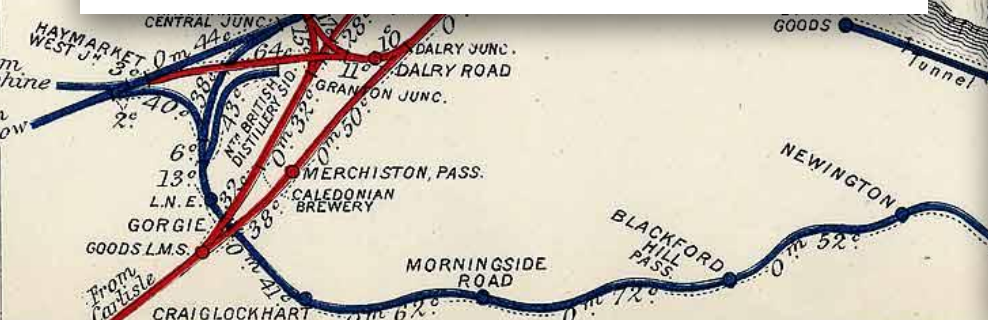 CENTRAL JUNC:
GOODS
HAYMARKET
WEST Jn
0m 44c
64c
28c
10c
0
DALRY JUNC.
DALRY ROAD
11c
GRANTON JUNC.
Tunnel
3c
hine
ow
2c
40c
38c
43c
Nth BRITISH
DISTILLERY SID.
0m 32c
0m 50c
6c
13c
L.N.E.
32c
MERCHISTON, PASS.
CALEDONIAN
BREWERY
GORGIE
38c
GOODS L.M.S.
From
Carlisle
0m 41c
CRAIGLOCKHART
0m 62c
MORNINGSIDE
ROAD
0m 72c
BLACKFORD
HILL
PASS.
0m 52c
NEWINGTON